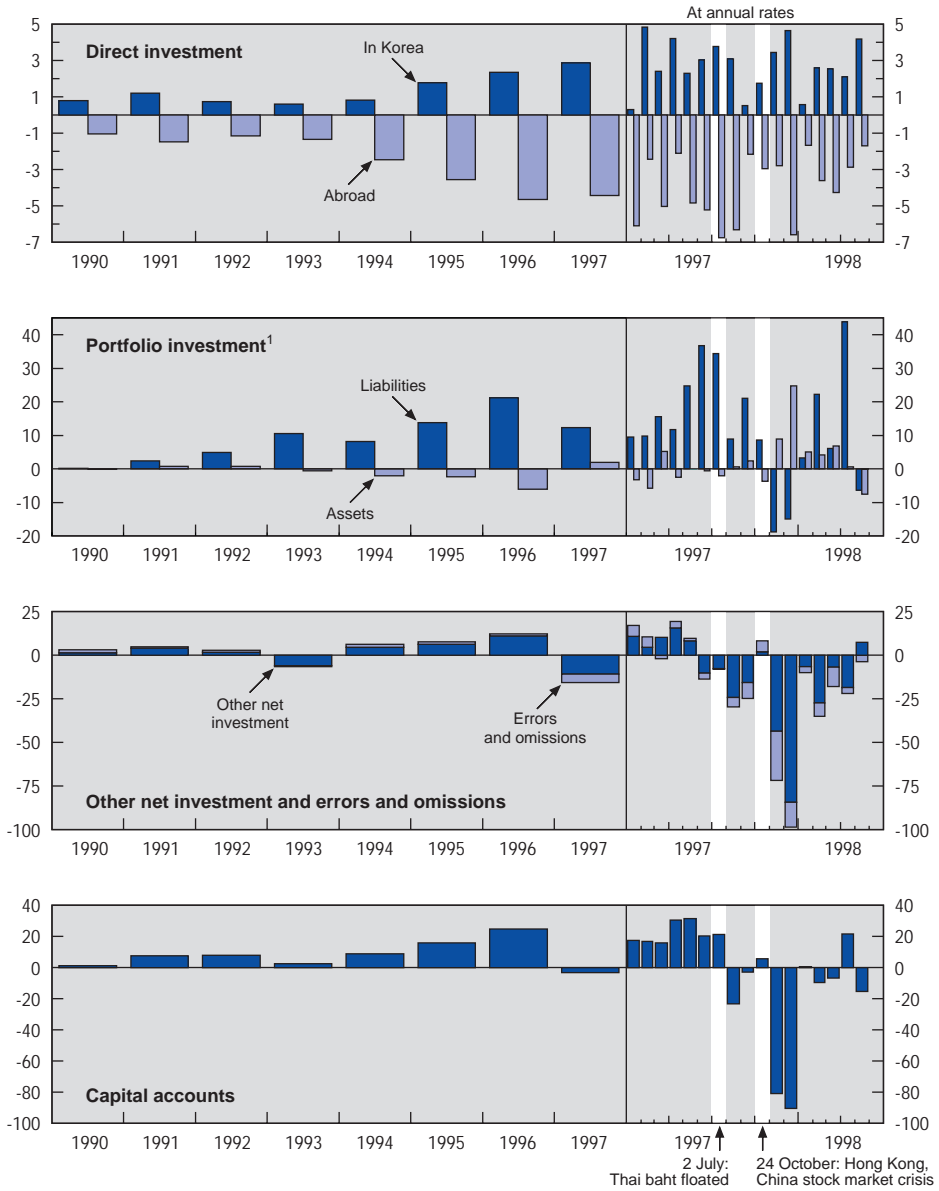 At annual rates
5 5
Direct investment
In Korea
3 3
1 1
-1 -1
-3 -3
Abroad
-5 -5
-7 -7
1990 1991 1992 1993 1994 1995 1996 1997 1997 1998
40 40
Portfolio investment1
30 30
Liabilities
20 20
10 10
0 0
-10 -10
Assets
-20 -20
1990 1991 1992 1993 1994 1995 1996 1997 1997 1998
25 25
0 0
-25 -25
Other net
investment
Errors
and omissions
-50 -50
-75 -75
Other net investment and errors and omissions
-100 -100
1990 1991 1992 1993 1994 1995 1996 1997 1997 1998
40 40
20 20
0 0
-20 -20
-40 -40
-60 -60
-80 -80
Capital accounts
-100 -100
1990 1991 1992 1993 1994 1995 1996 1997 1997 1998
2 July:
Thai baht floated
24 October: Hong Kong,
China stock market crisis